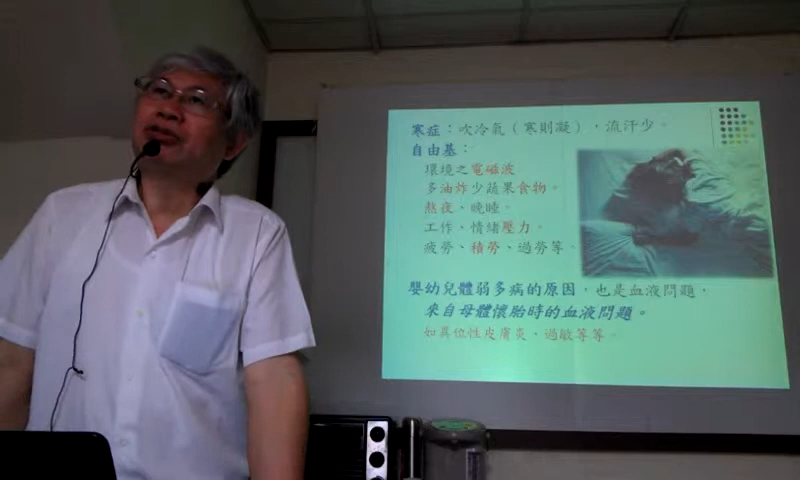 寒症：吹冷氣（寒則凝），流汗少。
自由基：
環境之電磁波
多油炸少蔬果食物。
熬夜、晚睡。
工作、情緒壓力。
疲勞、積勞、過勞等。
嬰幼兒體弱多病的原因，也是血液問題，
來自母體懷胎時的血液問題。
如異位性皮膚炎、過敏等等。